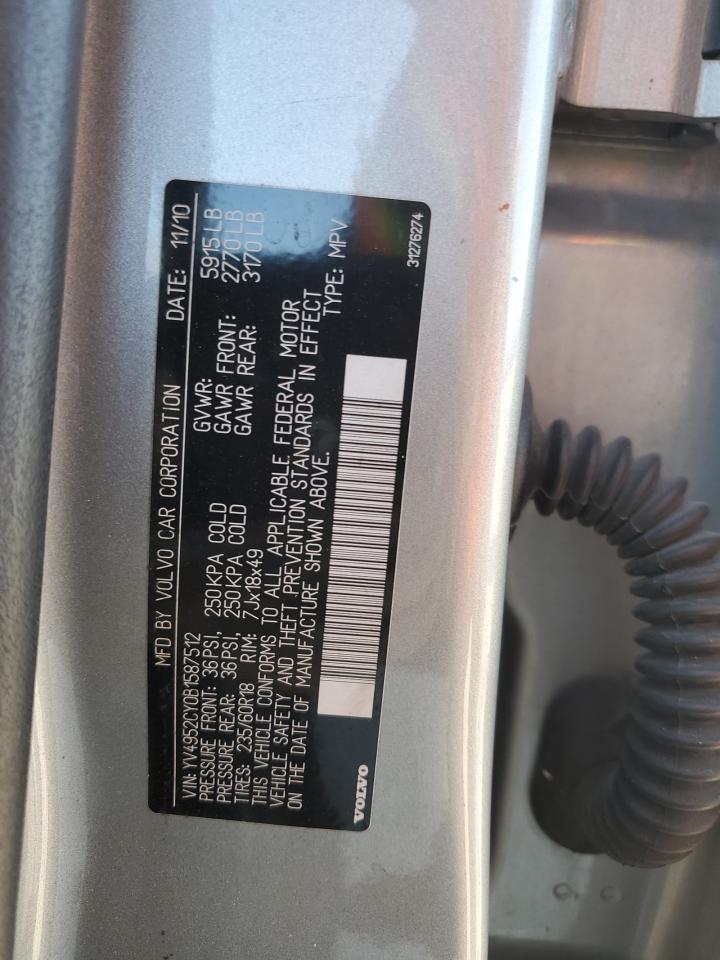 MFD BY VOLVO CAR CORPORATION DATE: 11/10
VIN: YV4952CY0B1587512 GVWR: 5915 LB
PRESSURE FRONT: 36PSI, 250KPA COLD GAWR FRONT: 2770 LB
PRESSURE REAR: 36PSI, 250KPA COLD GAWR REAR: 3170 LB
TIRES: 235/60R18 RIM: 7Jx18x49
THIS VEHICLE CONFORMS TO ALL APPLICABLE FEDERAL MOTOR
VEHICLE SAFETY AND THEFT PREVENTION STANDARDS IN EFFECT
ON THE DATE OF MANUFACTURE SHOWN ABOVE. TYPE: MPV
VOLVO 31276274